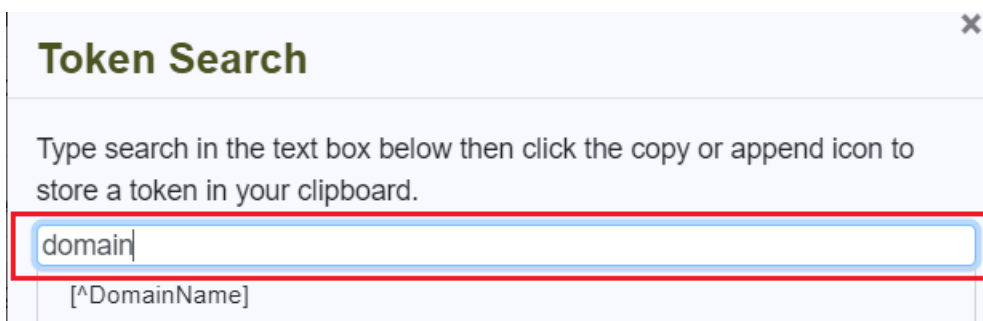 Token Search
Type search in the text box below then click the copy or append icon to
store a token in your clipboard.
domain
[^DomainName]